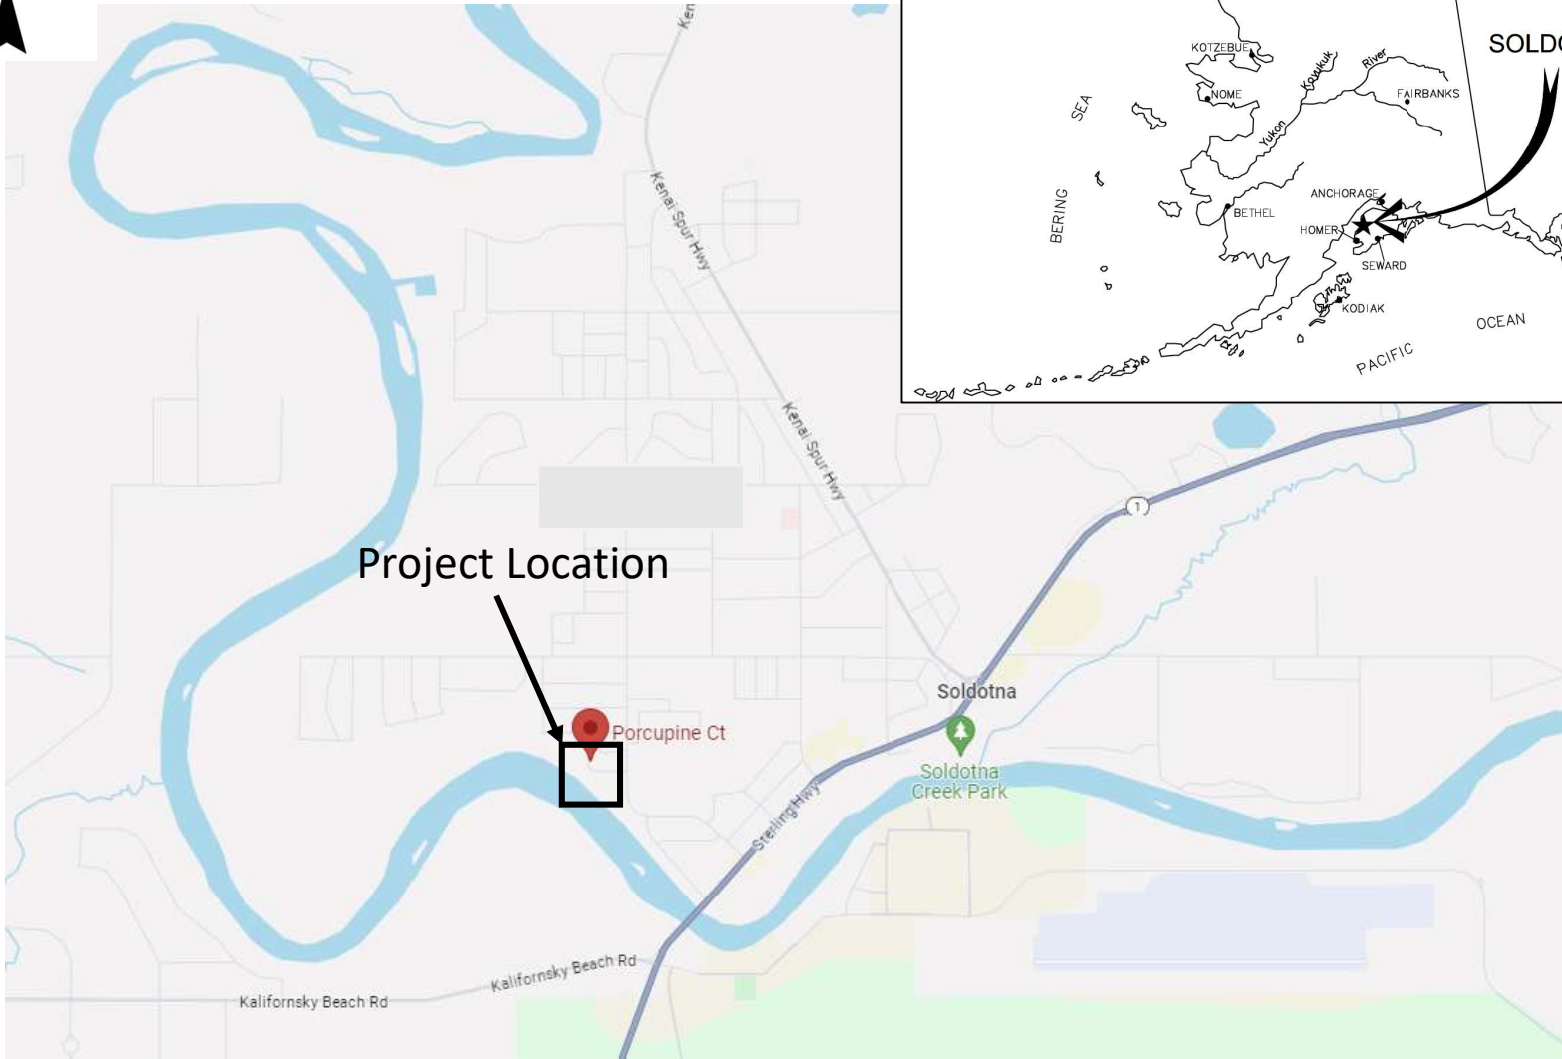 Ken
Kenai Spur Hwy
Kenai Spur Hwy
Project Location
1
Soldotna
Porcupine Ct
Soldotna
Creek Park
Sterling Hwy
Kalifornsky Beach Rd
Kalifornsky Beach Rd
KOTZEBUE
SOLDO
NOME
Koyukuk
River
FAIRBANKS
SEA
Yukon
BERING
ANCHORAGE
BETHEL
HOMER
SEWARD
KODIAK
OCEAN
PACIFIC